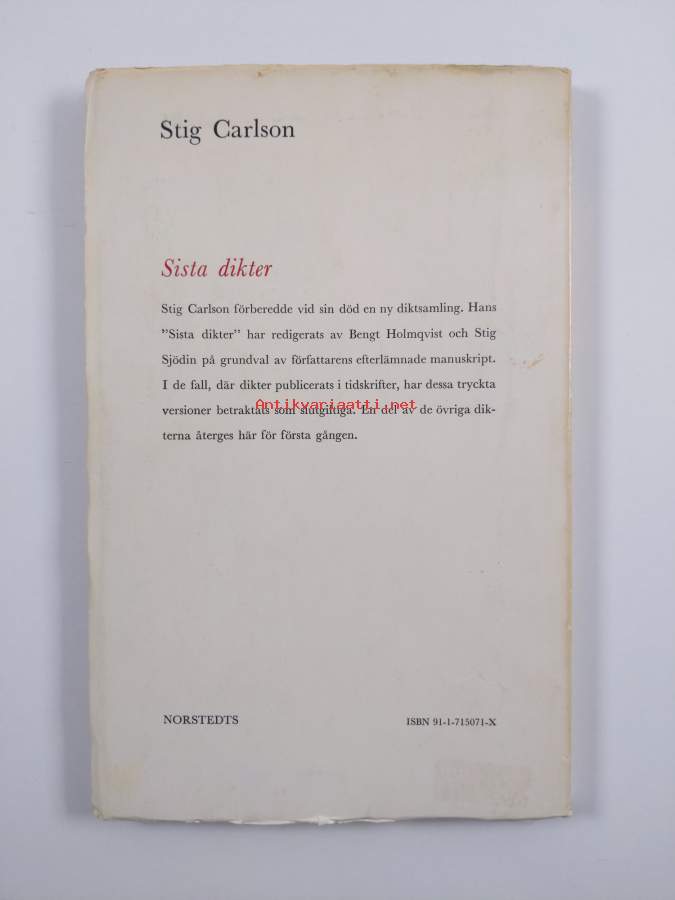 Stig Carlson
Sista dikter
Stig Carlson förberedde vid sin död en ny diktsamling. Hans
”Sista dikter” har redigerats av Bengt Holmqvist och Stig
Sjödin på grundval av författarens efterlämnade manuskript.
I de fall, där dikter publicerats i tidskrifter, har dessa tryckta
Antikvariaatti.net
versioner betraktats som slutgiltiga. En del av de övriga dik-
terna återges här för första gången.
NORSTEDTS
ISBN 91-1-715071-X